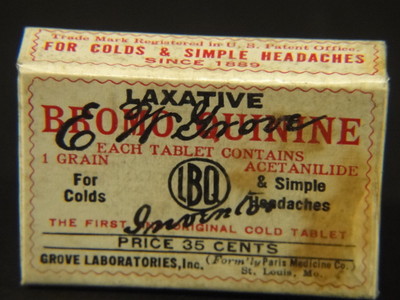 Trade Mark Registered in U. S. Patent Office.
FOR COLDS & SIMPLE HEADACHES
SINCE 1889
LAXATIVE
BROMO QUININE
E. W. Grove
EACH TABLET CONTAINS
1 GRAIN ACETANILIDE
For Colds
LBQ
& Simple Headaches
Inventor
THE FIRST AND ORIGINAL COLD TABLET
PRICE 35 CENTS
GROVE LABORATORIES, Inc. (Form'ly Paris Medicine Co.)
St. Louis, Mo.